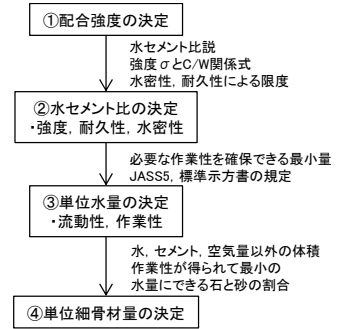 ①配合強度の決定
水セメント比説
強度σとC/W関係式
水密性，耐久性による限度
②水セメント比の決定
・強度，耐久性，水密性
必要な作業性を確保できる最小量
JASS5，標準示方書の規定
③単位水量の決定
・流動性，作業性
水，セメント，空気量以外の体積
作業性が得られて最小の
水量にできる石と砂の割合
④単位細骨材量の決定